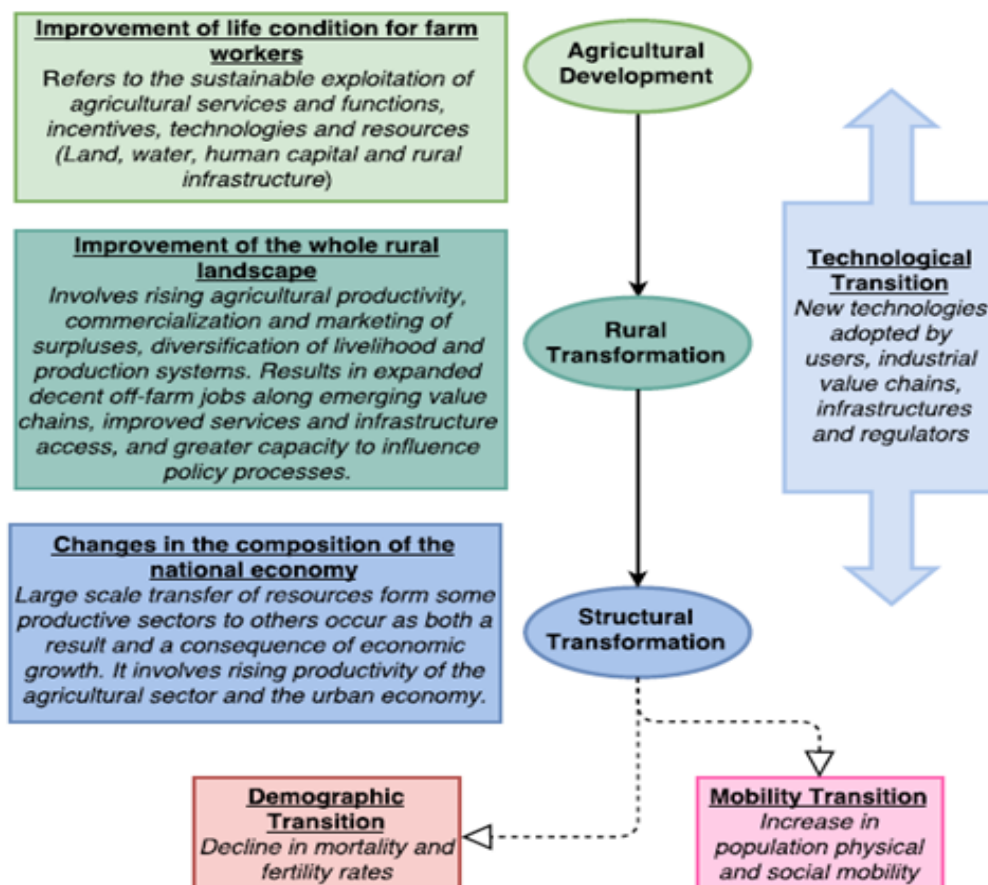 Improvement of life condition for farm
workers
Refers to the sustainable exploitation of
agricultural services and functions,
incentives, technologies and resources
(Land, water, human capital and rural
infrastructure)
Agricultural
Development
Improvement of the whole rural
landscape
Involves rising agricultural productivity,
commercialization and marketing of
surpluses, diversification of livelihood and
production systems. Results in expanded
decent off-farm jobs along emerging value
chains, improved services and infrastructure
access, and greater capacity to influence
policy processes.
Rural
Transformation
Technological
Transition
New technologies
adopted by
users, industrial
value chains,
infrastructures
and regulators
Changes in the composition of the
national economy
Large scale transfer of resources form some
productive sectors to others occur as both a
result and a consequence of economic
growth. It involves rising productivity of the
agricultural sector and the urban economy.
Structural
Transformation
Demographic
Transition
Decline in mortality and
fertility rates
Mobility Transition
Increase in
population physical
and social mobility